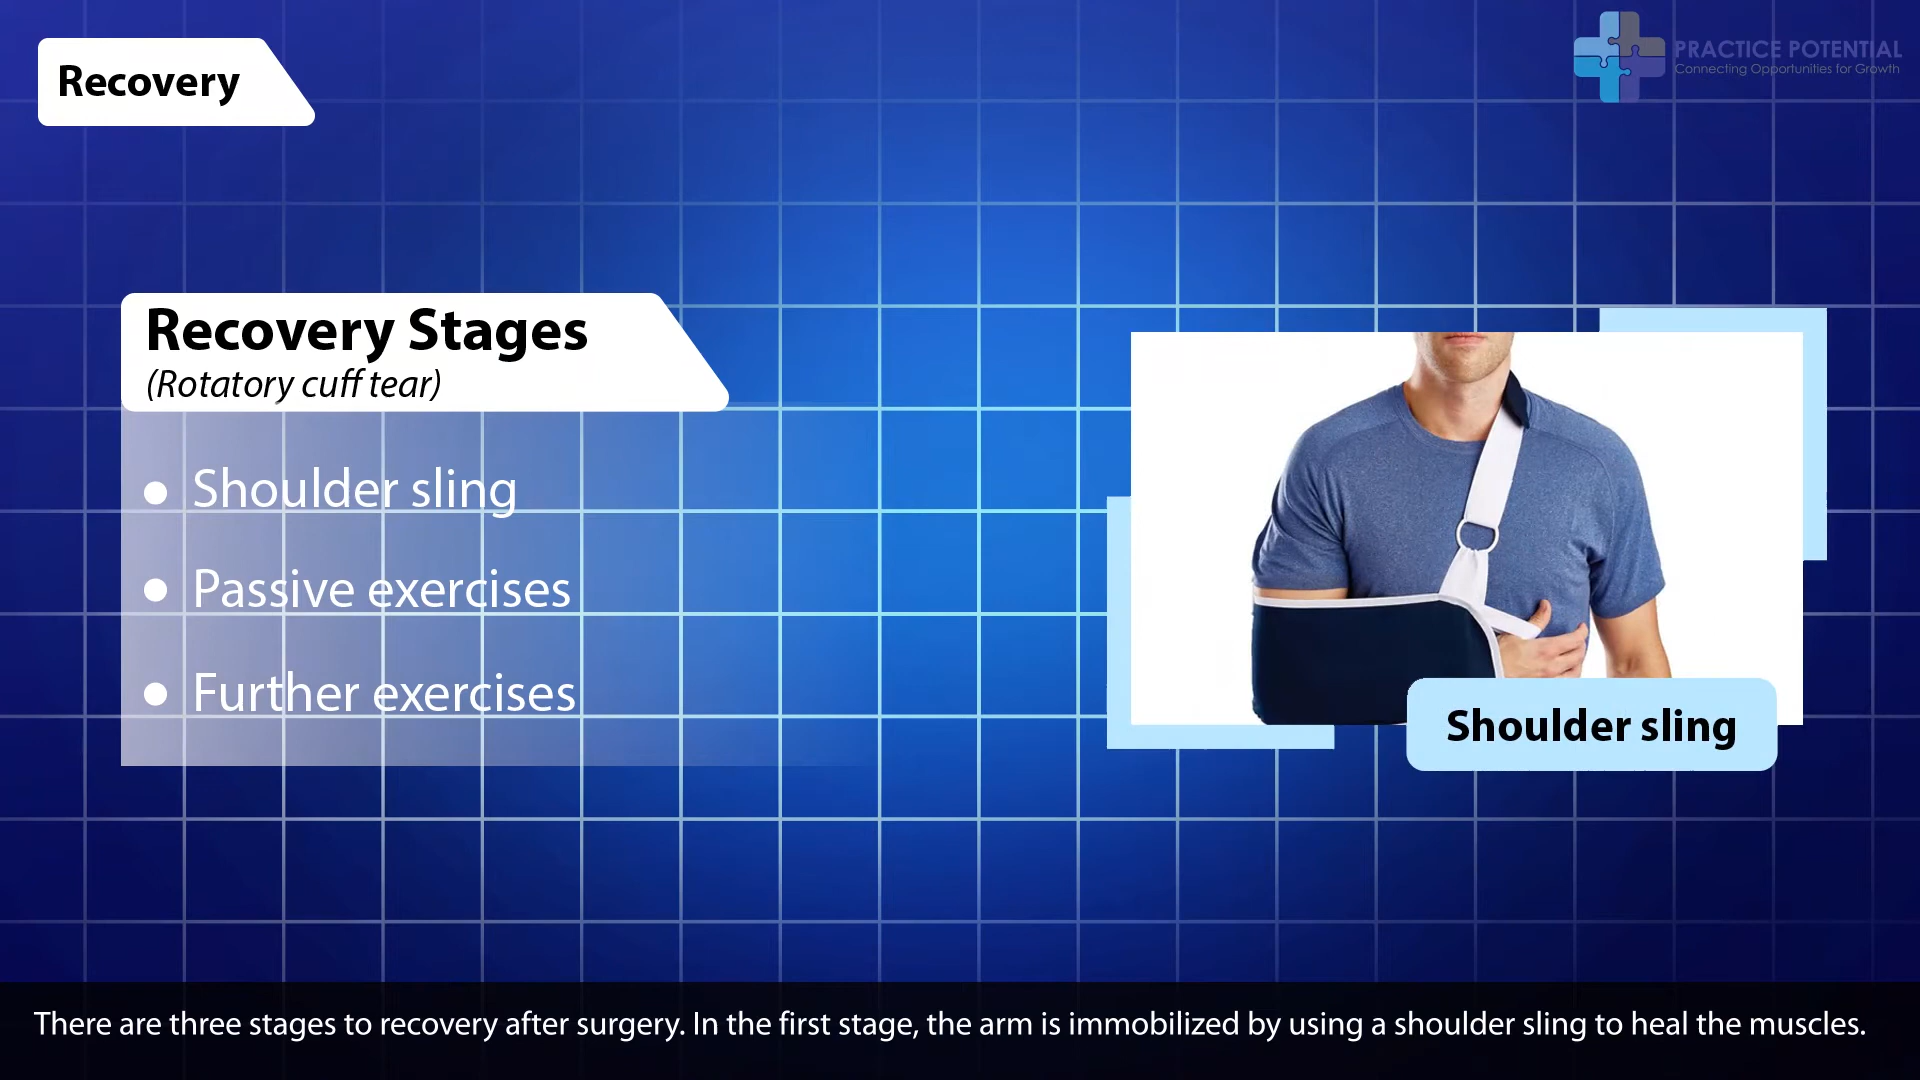 Recovery
PRACTICE POTENTIAL
Connecting Opportunities for Growth
Recovery Stages
(Rotatory cuff tear)
● Shoulder sling
● Passive exercises
● Further exercises
Shoulder sling
There are three stages to recovery after surgery. In the first stage, the arm is immobilized by using a shoulder sling to heal the muscles.